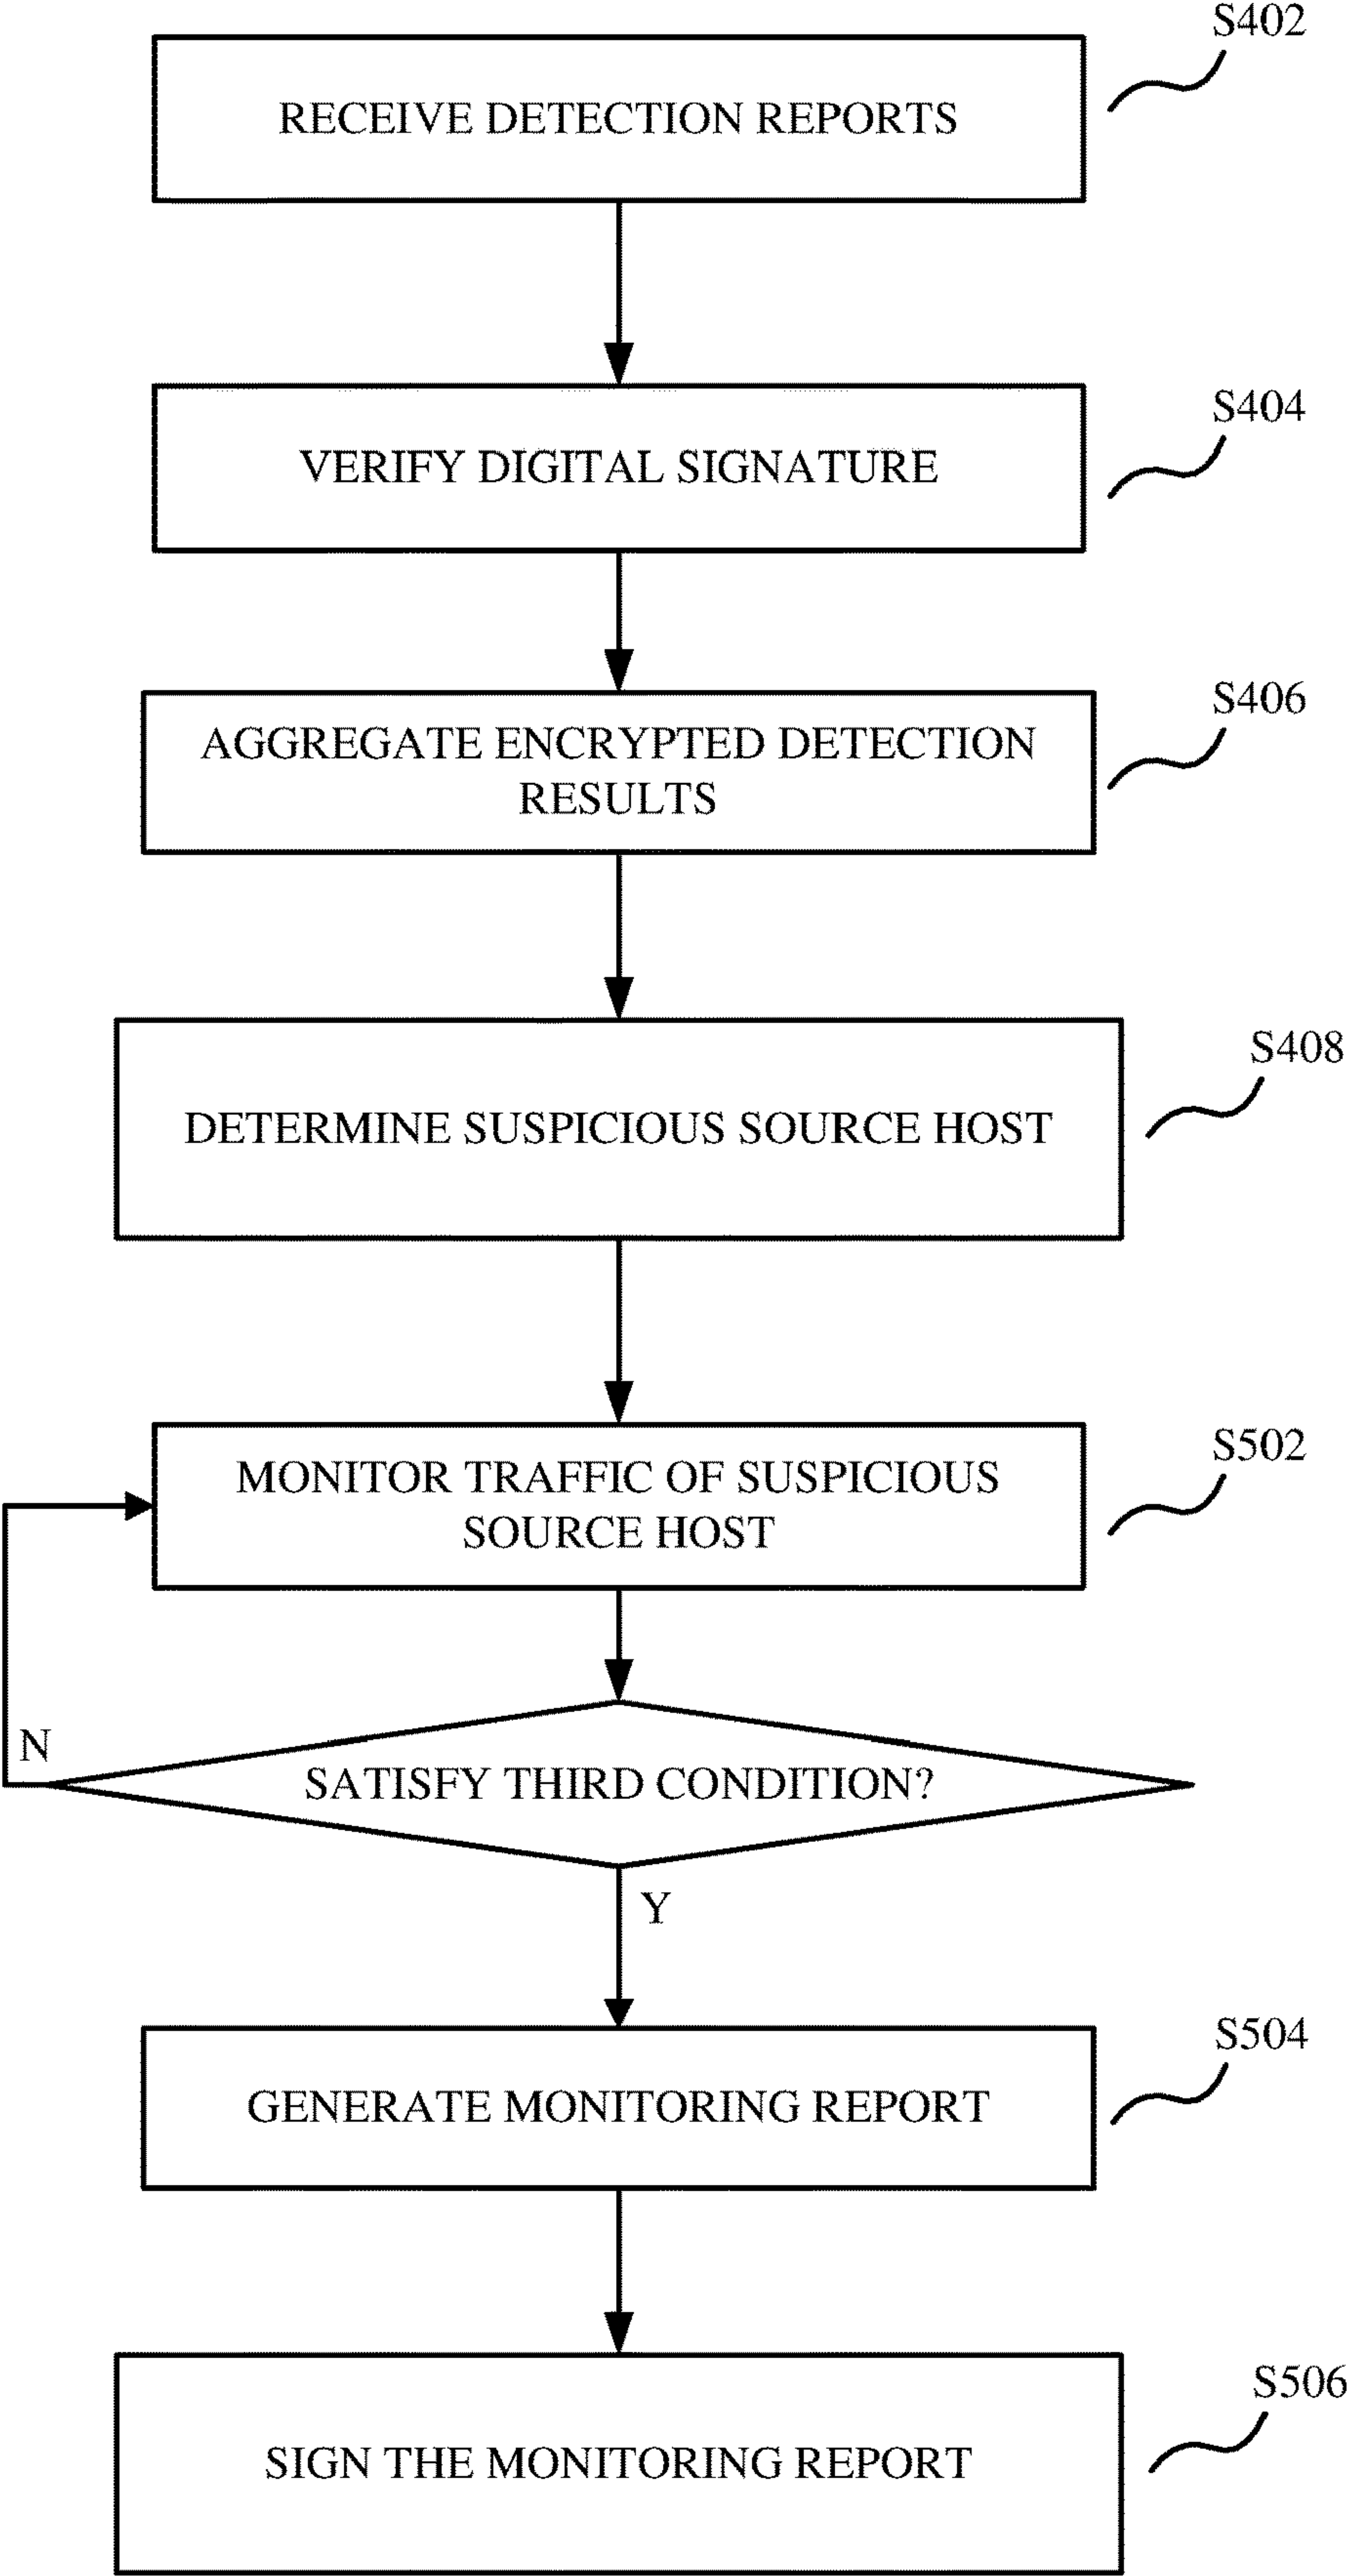 S402
RECEIVE DETECTION REPORTS
S404
VERIFY DIGITAL SIGNATURE
S406
AGGREGATE ENCRYPTED DETECTION
RESULTS
S408
DETERMINE SUSPICIOUS SOURCE HOST
S502
MONITOR TRAFFIC OF SUSPICIOUS
SOURCE HOST
N
SATISFY THIRD CONDITION?
Y
S504
GENERATE MONITORING REPORT
S506
SIGN THE MONITORING REPORT